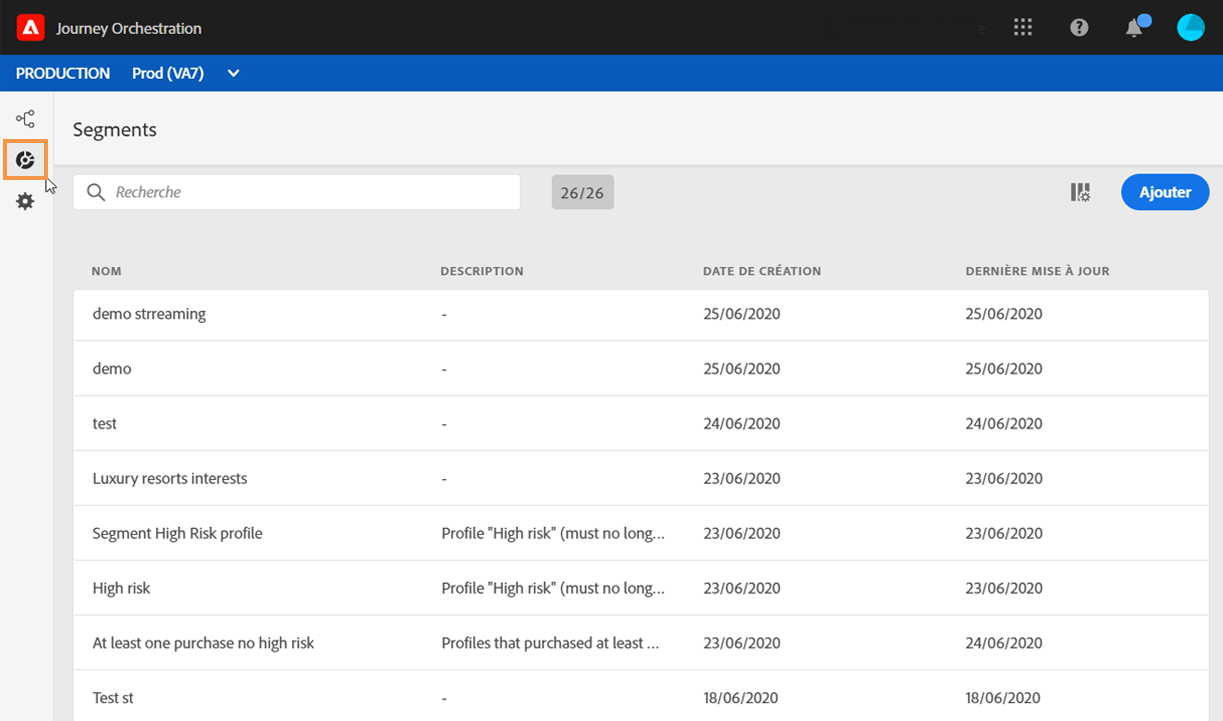 Journey Orchestration
PRODUCTION Prod (VA7)
Segments
Recherche 26/26 Ajouter
NOM DESCRIPTION DATE DE CRÉATION DERNIÈRE MISE À JOUR
demo strreaming - 25/06/2020 25/06/2020
demo - 25/06/2020 25/06/2020
test - 24/06/2020 24/06/2020
Luxury resorts interests - 23/06/2020 23/06/2020
Segment High Risk profile Profile "High risk" (must no long... 23/06/2020 23/06/2020
High risk Profile "High risk" (must no long... 23/06/2020 23/06/2020
At least one purchase no high risk Profiles that purchased at least ... 23/06/2020 24/06/2020
Test st - 18/06/2020 18/06/2020